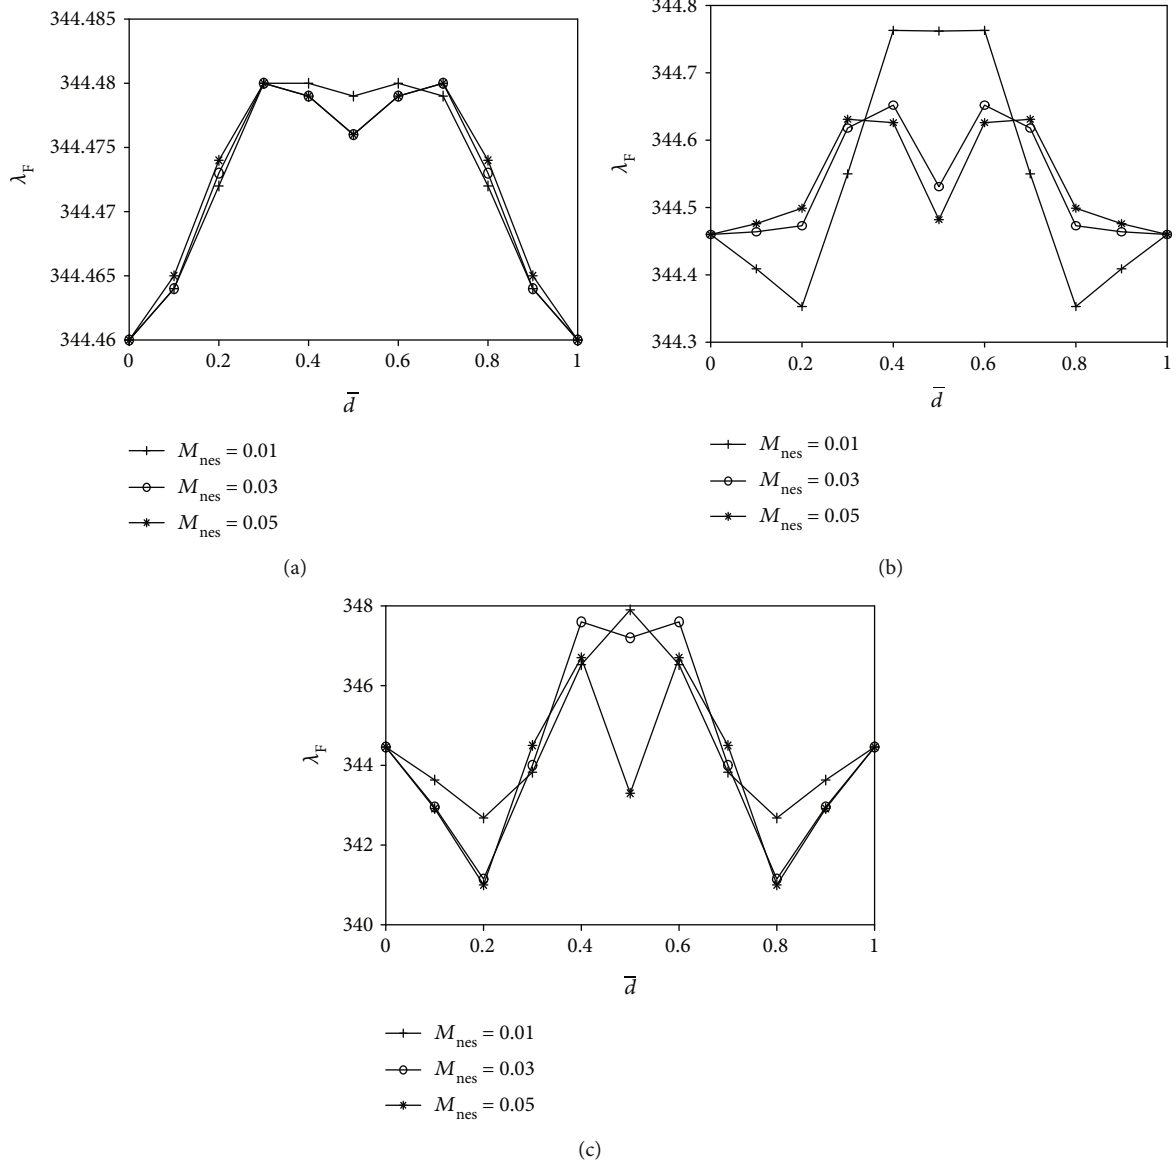 344.485
344.48
344.475
344.47
344.465
344.46
λF
0 0.2 0.4 0.6 0.8 1
d̅
Mnes = 0.01
Mnes = 0.03
Mnes = 0.05
(a)
344.8
344.7
344.6
344.5
344.4
344.3
λF
0 0.2 0.4 0.6 0.8 1
d̅
Mnes = 0.01
Mnes = 0.03
Mnes = 0.05
(b)
348
346
344
342
340
λF
0 0.2 0.4 0.6 0.8 1
d̅
Mnes = 0.01
Mnes = 0.03
Mnes = 0.05
(c)